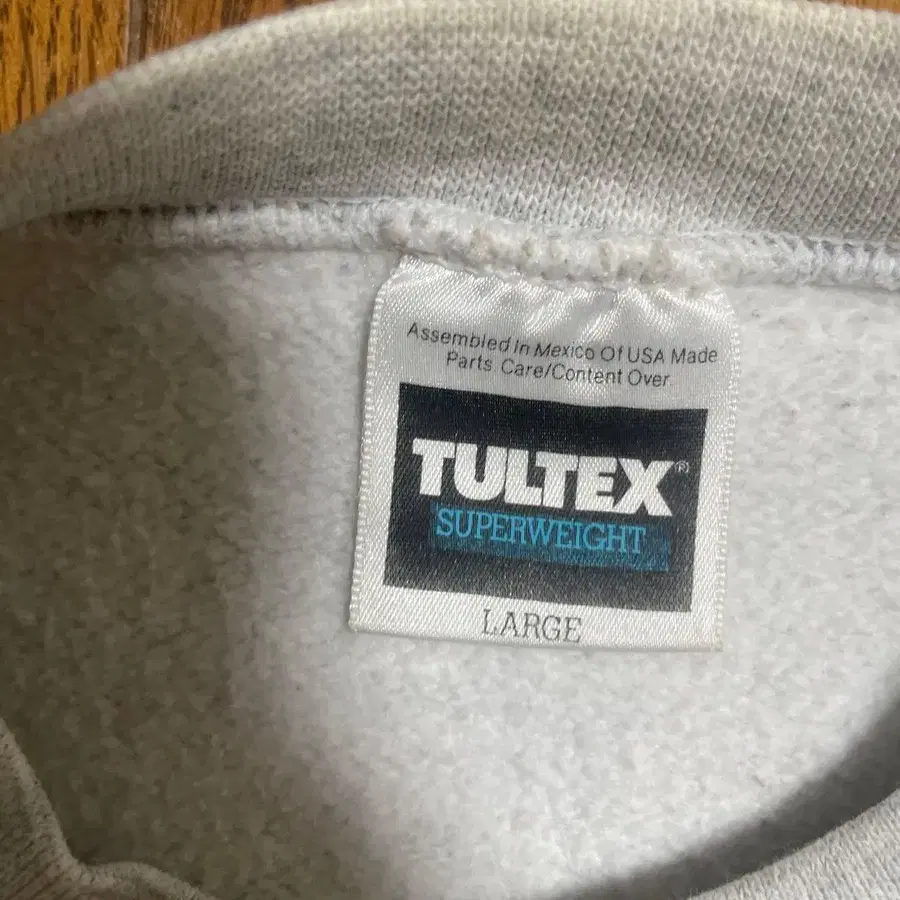 Assembled In Mexico Of USA Made
Parts Care/Content Over
TULTEX®
SUPERWEIGHT
LARGE